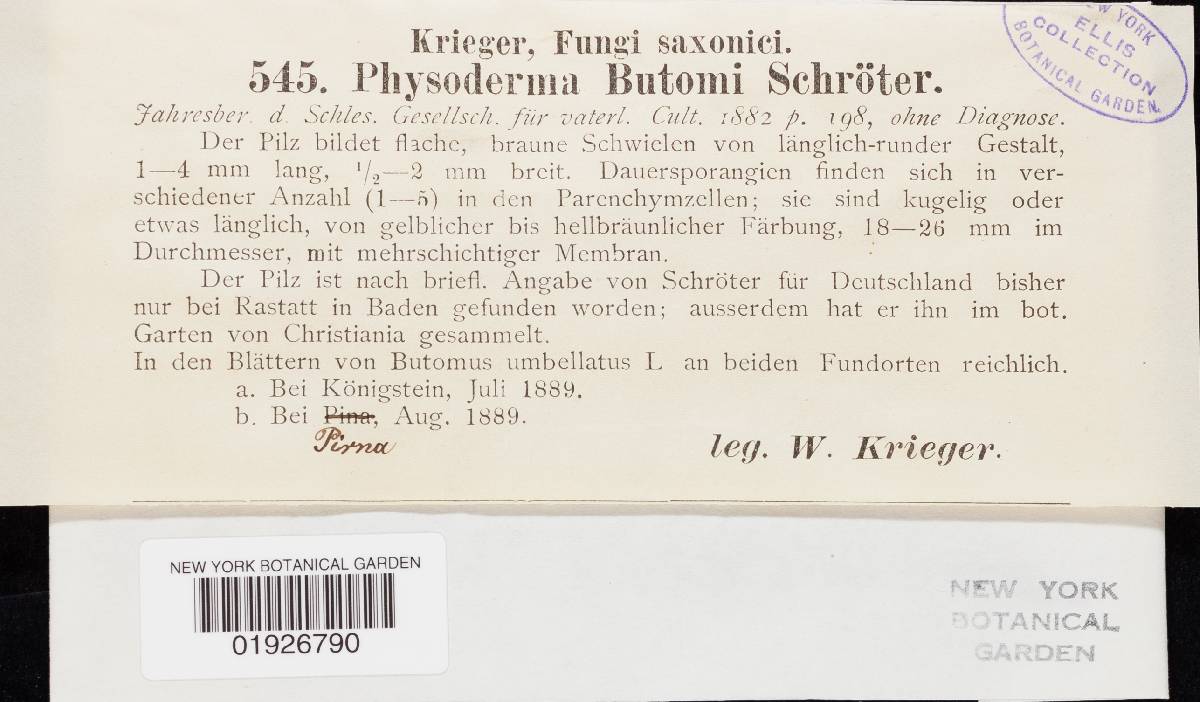 Krieger, Fungi saxonici.
545. Physoderma Butomi Schröter.
Jahresber. d. Schles. Gesellsch. für vaterl. Cult. 1882 p. 198, ohne Diagnose.
Der Pilz bildet flache, braune Schwielen von länglich-runder Gestalt,
1—4 mm lang, 1/2—2 mm breit. Dauersporangien finden sich in ver-
schiedener Anzahl (1—5) in den Parenchymzellen; sie sind kugelig oder
etwas länglich, von gelblicher bis hellbräunlicher Färbung, 18—26 mm im
Durchmesser, mit mehrschichtiger Membran.
Der Pilz ist nach briefl. Angabe von Schröter für Deutschland bisher
nur bei Rastatt in Baden gefunden worden; ausserdem hat er ihn im bot.
Garten von Christiania gesammelt.
In den Blättern von Butomus umbellatus L an beiden Fundorten reichlich.
a. Bei Königstein, Juli 1889.
b. Bei Pina, Aug. 1889.
Pirna
leg. W. Krieger.
YORK
ELLIS
COLLECTION
BOTANICAL GARDEN.
NEW YORK BOTANICAL GARDEN
01926790
NEW YORK
BOTANICAL
GARDEN